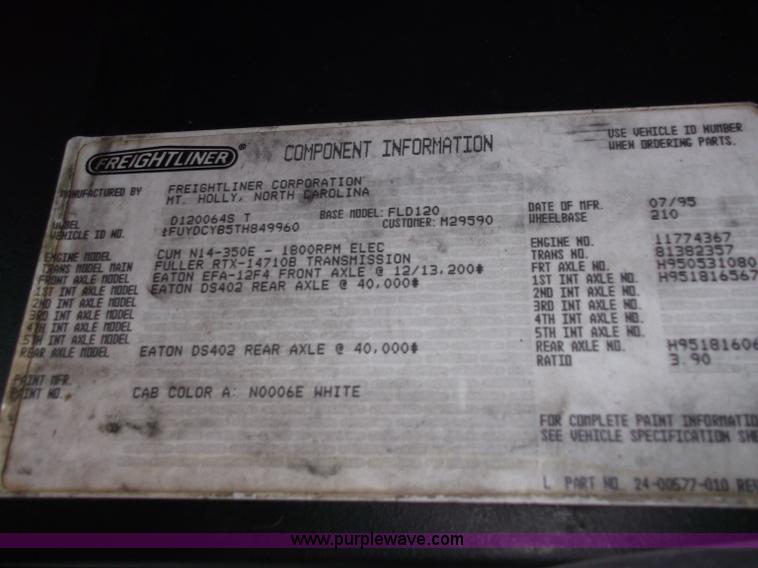 FREIGHTLINER ® COMPONENT INFORMATION
USE VEHICLE ID NUMBER
WHEN ORDERING PARTS.
MANUFACTURED BY FREIGHTLINER CORPORATION
MT. HOLLY, NORTH CAROLINA
MODEL D120064S T BASE MODEL: FLD120 DATE OF MFR. 07/95
VEHICLE ID NO. 1FUYDCYB5TH849960 CUSTOMER: M29590 WHEELBASE 210
ENGINE MODEL CUM N14-350E - 1800RPM ELEC ENGINE NO. 11774367
TRANS MODEL MAIN FULLER RTX-14710B TRANSMISSION TRANS NO. 81382357
FRONT AXLE MODEL EATON EFA-12F4 FRONT AXLE @ 12/13,200# FRT AXLE NO. H950531080
1ST INT AXLE MODEL EATON DS402 REAR AXLE @ 40,000# 1ST INT AXLE NO. H951816567
2ND INT AXLE MODEL 2ND INT AXLE NO.
3RD INT AXLE MODEL 3RD INT AXLE NO.
4TH INT AXLE MODEL 4TH INT AXLE NO.
5TH INT AXLE MODEL 5TH INT AXLE NO.
REAR AXLE MODEL EATON DS402 REAR AXLE @ 40,000# REAR AXLE NO. H95181606
RATIO 3.90
PAINT MFR.
PAINT NO. CAB COLOR A: N0006E WHITE
FOR COMPLETE PAINT INFORMATIO
SEE VEHICLE SPECIFICATION SHE
L PART NO. 24-00577-010 REV
www.purplewave.com